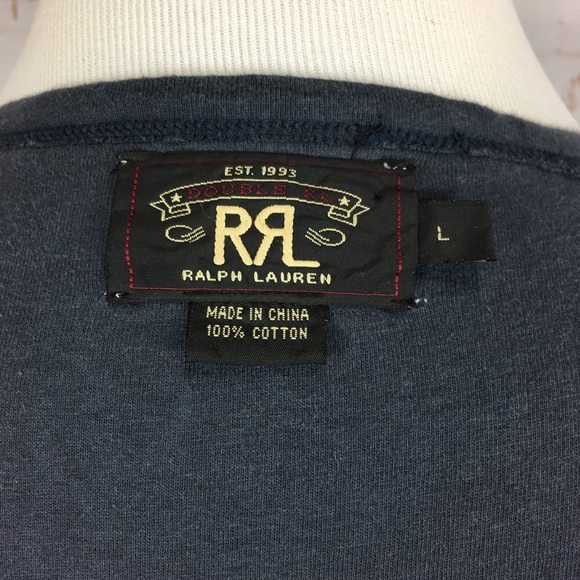 EST. 1993
DOUBLE RL
RRL
RALPH LAUREN
L
MADE IN CHINA
100% COTTON